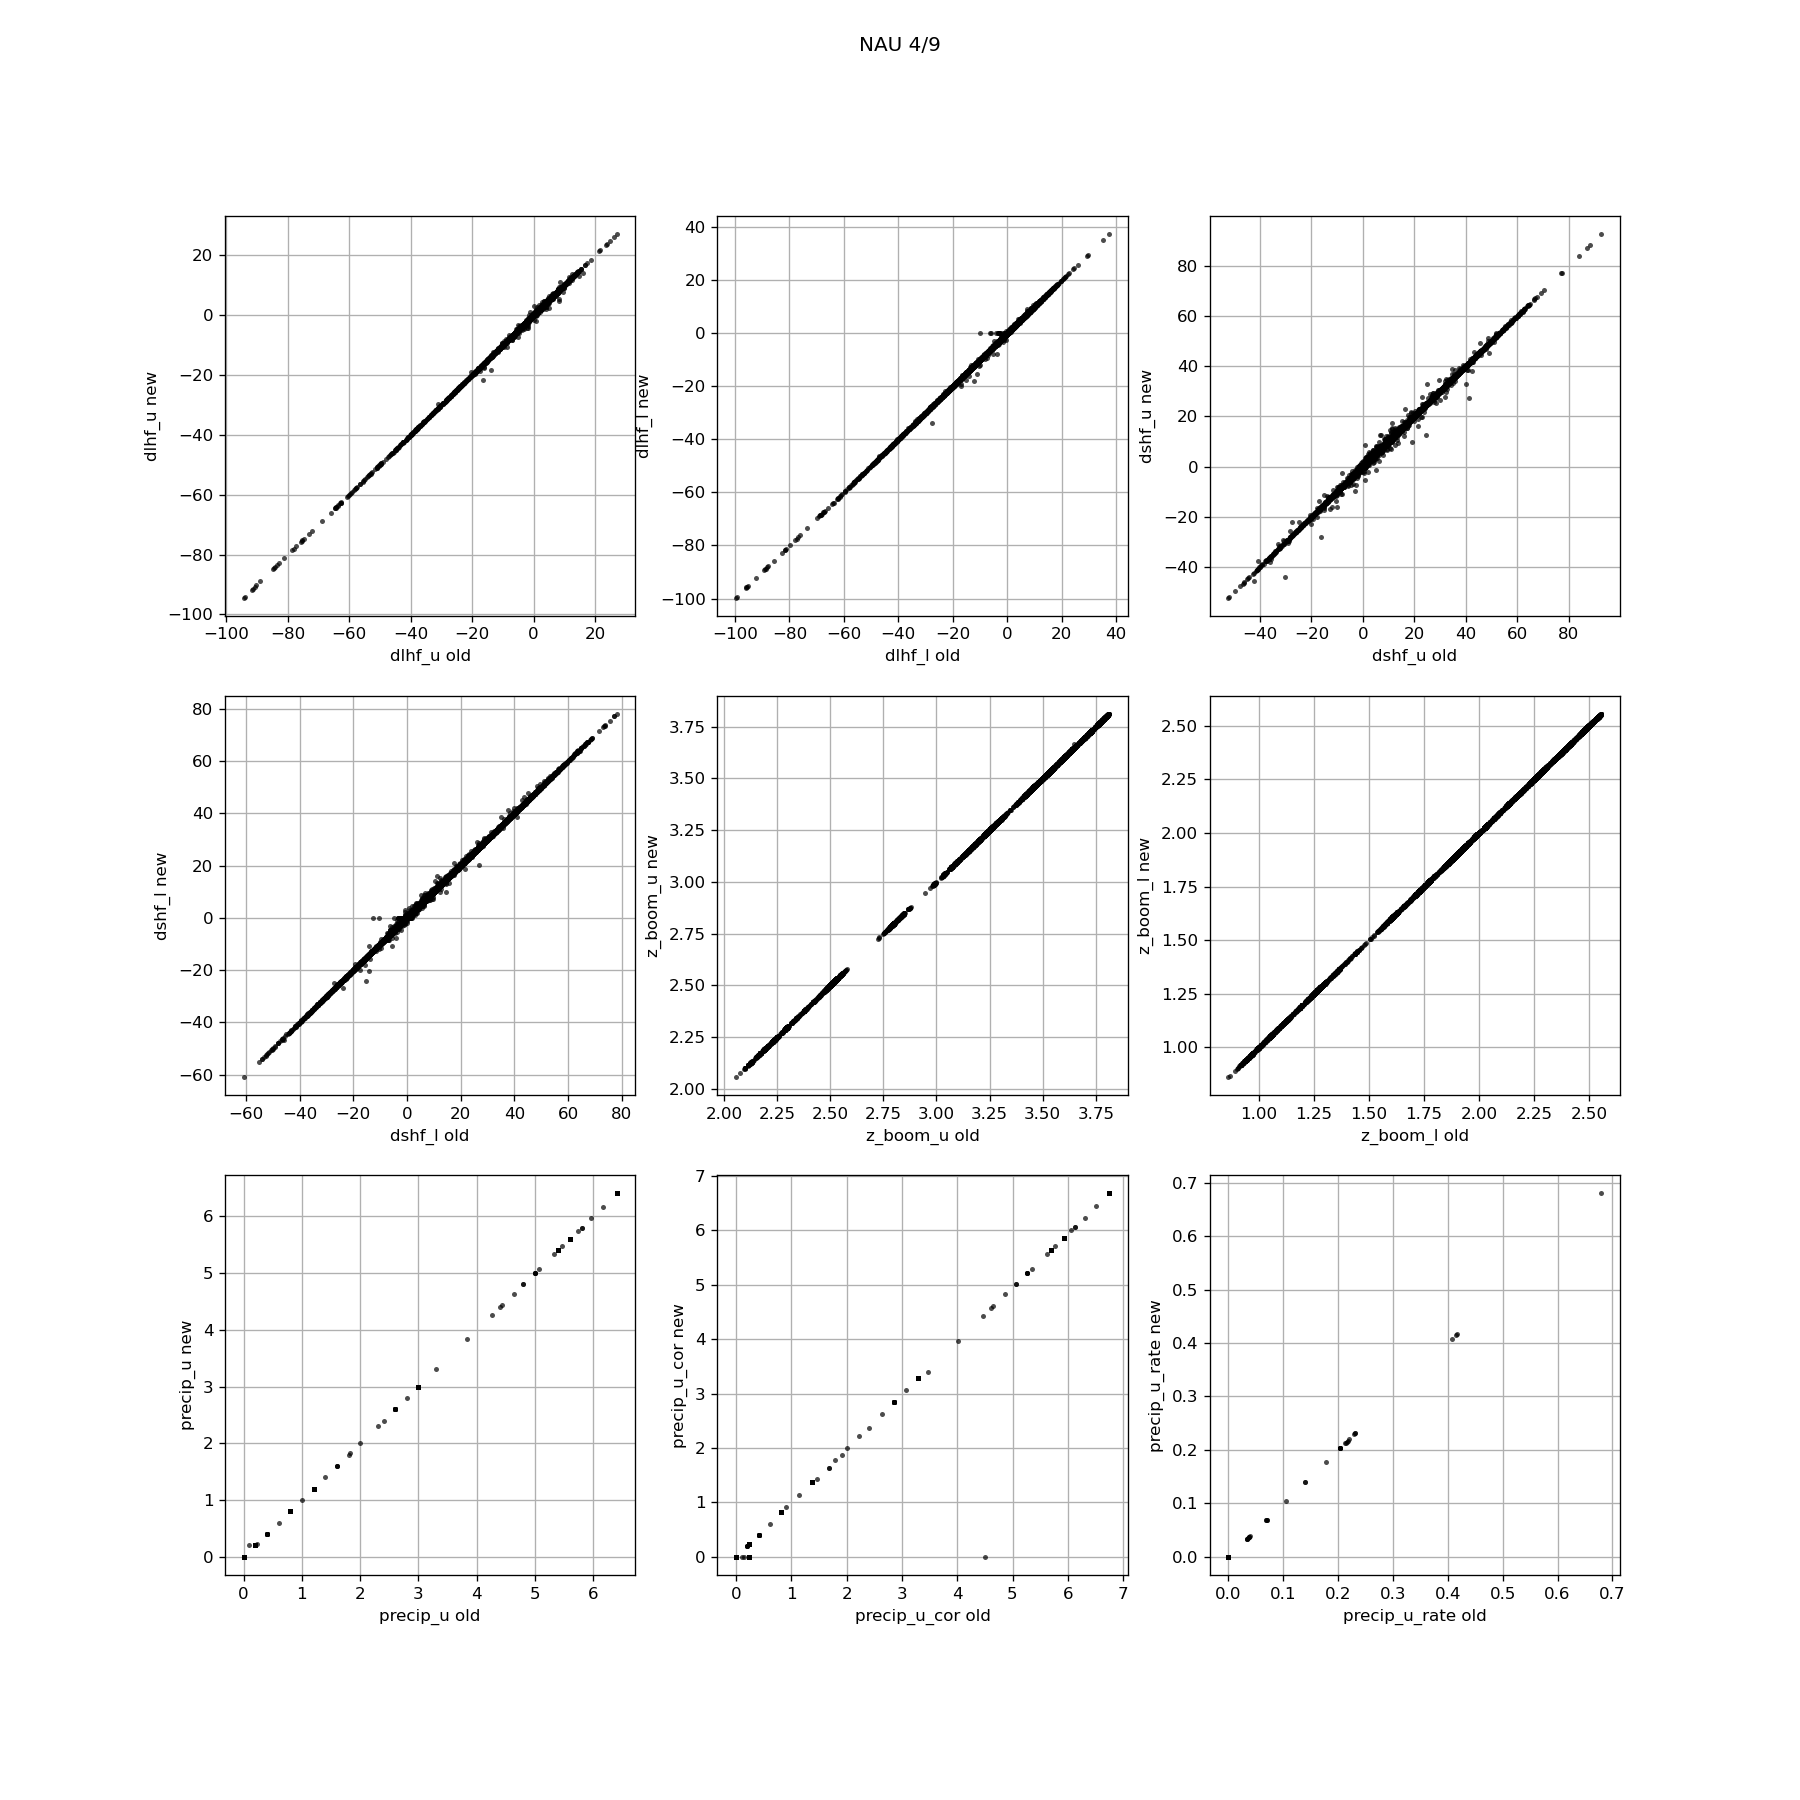 NAU 4/9
20
0
−20
−40
−60
−80
−100
dlhf_u new
−100 −80 −60 −40 −20 0 20
dlhf_u old
40
20
0
−20
−40
−60
−80
−100
dlhf_l new
−100 −80 −60 −40 −20 0 20 40
dlhf_l old
80
60
40
20
0
−20
−40
dshf_u new
−40 −20 0 20 40 60 80
dshf_u old
80
60
40
20
0
−20
−40
−60
dshf_l new
−60 −40 −20 0 20 40 60 80
dshf_l old
3.75
3.50
3.25
3.00
2.75
2.50
2.25
2.00
z_boom_u new
2.00 2.25 2.50 2.75 3.00 3.25 3.50 3.75
z_boom_u old
2.50
2.25
2.00
1.75
1.50
1.25
1.00
z_boom_l new
1.00 1.25 1.50 1.75 2.00 2.25 2.50
z_boom_l old
6
5
4
3
2
1
0
precip_u new
0 1 2 3 4 5 6
precip_u old
7
6
5
4
3
2
1
0
precip_u_cor new
0 1 2 3 4 5 6 7
precip_u_cor old
0.7
0.6
0.5
0.4
0.3
0.2
0.1
0.0
precip_u_rate new
0.0 0.1 0.2 0.3 0.4 0.5 0.6 0.7
precip_u_rate old